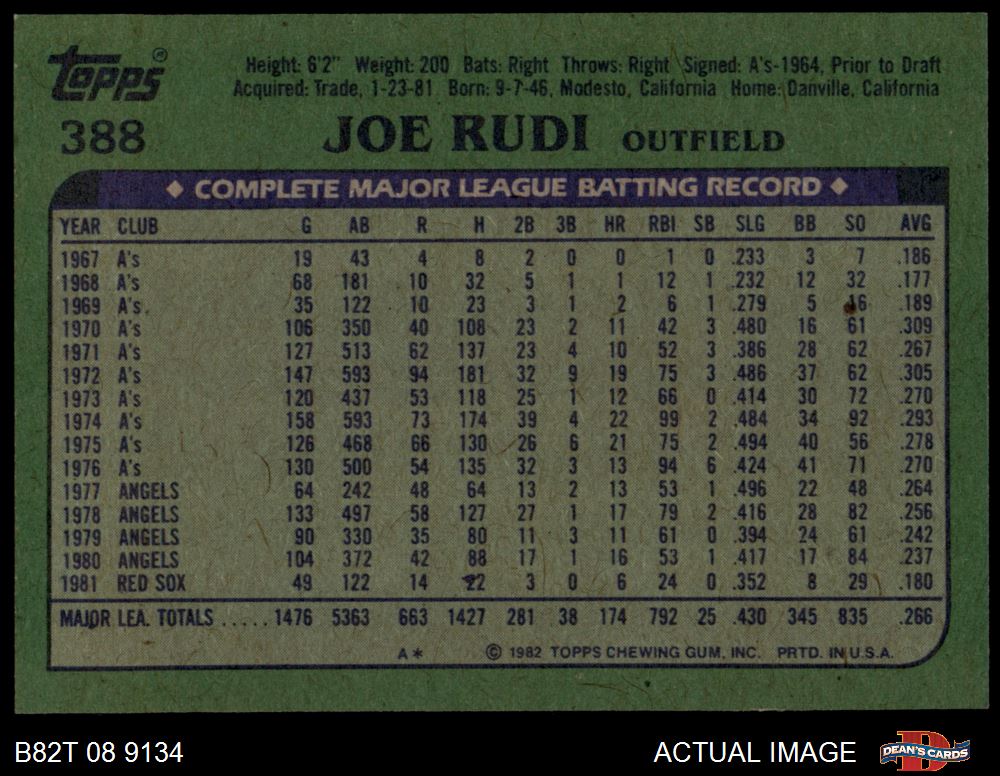 Topps®
Height: 6'2" Weight: 200 Bats: Right Throws: Right Signed: A's-1964, Prior to Draft
Acquired: Trade, 1-23-81 Born: 9-7-46, Modesto, California Home: Danville, California
388 JOE RUDI OUTFIELD
◆ COMPLETE MAJOR LEAGUE BATTING RECORD ◆
YEAR CLUB G AB R H 2B 3B HR RBI SB SLG BB SO AVG
1967 A's 19 43 4 8 2 0 0 1 0 .233 3 7 .186
1968 A's 68 181 10 32 5 1 1 12 1 .232 12 32 .177
1969 A's 35 122 10 23 3 1 2 6 1 .279 5 16 .189
1970 A's 106 350 40 108 23 2 11 42 3 .480 16 61 .309
1971 A's 127 513 62 137 23 4 10 52 3 .386 28 62 .267
1972 A's 147 593 94 181 32 9 19 75 3 .486 37 62 .305
1973 A's 120 437 53 118 25 1 12 66 0 .414 30 72 .270
1974 A's 158 593 73 174 39 4 22 99 2 .484 34 92 .293
1975 A's 126 468 66 130 26 6 21 75 2 .494 40 56 .278
1976 A's 130 500 54 135 32 3 13 94 6 .424 41 71 .270
1977 ANGELS 64 242 48 64 13 2 13 53 1 .496 22 48 .264
1978 ANGELS 133 497 58 127 27 1 17 79 2 .416 28 82 .256
1979 ANGELS 90 330 35 80 11 3 11 61 0 .394 24 61 .242
1980 ANGELS 104 372 42 88 17 1 16 53 1 .417 17 84 .237
1981 RED SOX 49 122 14 22 3 0 6 24 0 .352 8 29 .180
MAJOR LEA. TOTALS ..... 1476 5363 663 1427 281 38 174 792 25 .430 345 835 .266
A* © 1982 TOPPS CHEWING GUM, INC. PRTD. IN U.S.A.
B82T 08 9134 ACTUAL IMAGE DEAN'S CARDS